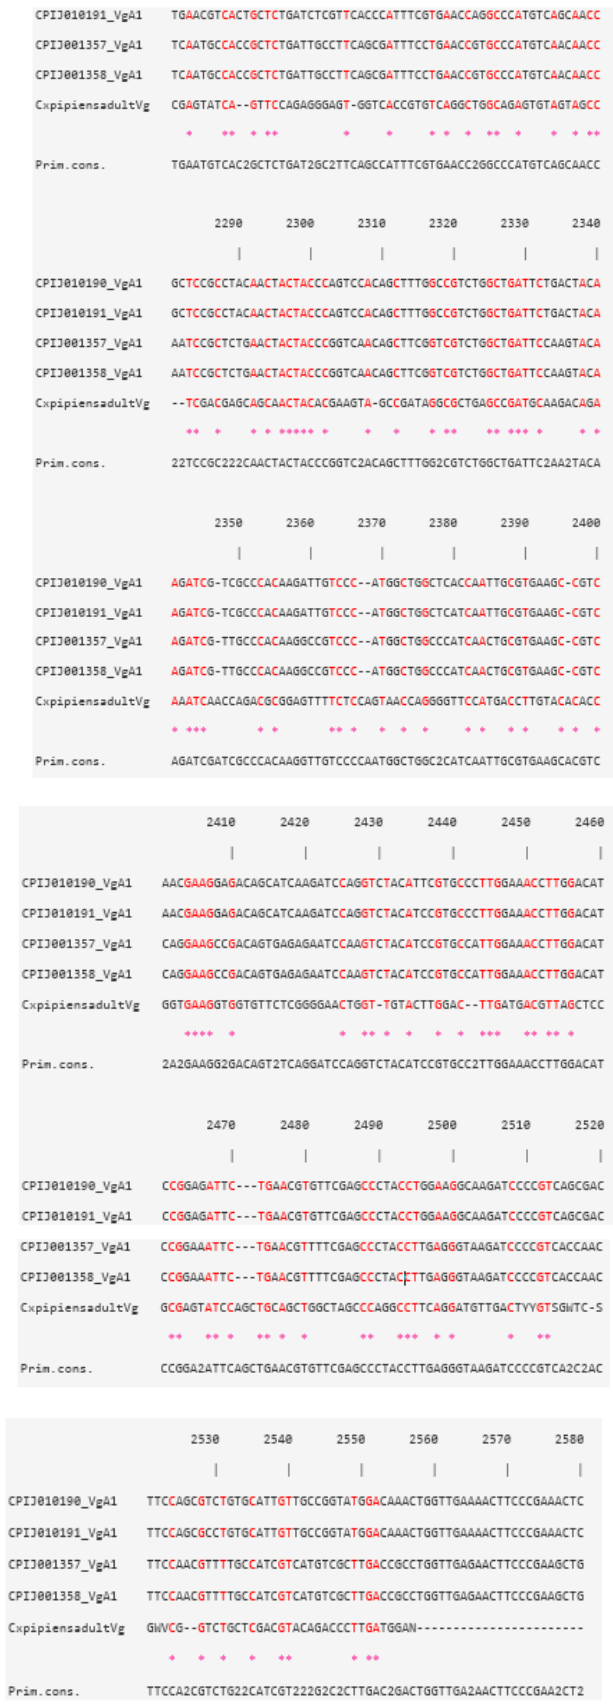 CPIJ010191_VgA1 TGAACGTCACTGCTCTGATCTCGTTCACCCATTTCGTGAACCAGGCCCATGTCAGCAACC
CPIJ001357_VgA1 TCAATGCCACCGCTCTGATTGCCTTCAGCGATTTCCTGAACCGTGCCCATGTCAACAACC
CPIJ001358_VgA1 TCAATGCCACCGCTCTGATTGCCTTCAGCGATTTCCTGAACCGTGCCCATGTCAACAACC
CxpipiensadultVg CGAGTATCA--GTTCCAGAGGGAGT-GGTCACCGTGTCAGGCTGGCAGAGTGTAGTAGCC
* ** * ** * * * * * ** * * * **
Prim.cons. TGAATGTCAC2GCTCTGAT2GC2TTCAGCCATTTCGTGAACC2GGCCCATGTCAGCAACC
2290 2300 2310 2320 2330 2340
| | | | | |
CPIJ010190_VgA1 GCTCCGCCTACAACTACTACCCAGTCCACAGCTTTGGCCGTCTGGCTGATTCTGACTACA
CPIJ010191_VgA1 GCTCCGCCTACAACTACTACCCAGTCCACAGCTTTGGCCGTCTGGCTGATTCTGACTACA
CPIJ001357_VgA1 AATCCGCTCTGAACTACTACCCGGTCAACAGCTTCGGTCGTCTGGCTGATTCCAAGTACA
CPIJ001358_VgA1 AATCCGCTCTGAACTACTACCCGGTCAACAGCTTCGGTCGTCTGGCTGATTCCAAGTACA
CxpipiensadultVg --TCGACGAGCAGCAACTACACGAAGTA-GCCGATAGGCGCTGAGCCGATGCAAGACAGA
** * * * ***** * * * * ** ** *** * * *
Prim.cons. 22TCCGC222CAACTACTACCCGGTC2ACAGCTTTGG2CGTCTGGCTGATTC2AA2TACA
2350 2360 2370 2380 2390 2400
| | | | | |
CPIJ010190_VgA1 AGATCG-TCGCCCACAAGATTGTCCC--ATGGCTGGCTCACCAATTGCGTGAAGC-CGTC
CPIJ010191_VgA1 AGATCG-TCGCCCACAAGATTGTCCC--ATGGCTGGCTCATCAATTGCGTGAAGC-CGTC
CPIJ001357_VgA1 AGATCG-TTGCCCACAAGGCCGTCCC--ATGGCTGGCCCATCAACTGCGTGAAGC-CGTC
CPIJ001358_VgA1 AGATCG-TTGCCCACAAGGCCGTCCC--ATGGCTGGCCCATCAACTGCGTGAAGC-CGTC
CxpipiensadultVg AAATCAACCAGACGCGGAGTTTTCTCCAGTAACCAGGGGTTCCATGACCTTGTACACACC
* *** * * ** * * * * * * * * * * *
Prim.cons. AGATCGATCGCCCACAAGGTTGTCCCCAATGGCTGGC2CATCAATTGCGTGAAGCACGTC
2410 2420 2430 2440 2450 2460
| | | | | |
CPIJ010190_VgA1 AACGAAGGAGACAGCATCAAGATCCAGGTCTACATTCGTGCCCTTGGAAACCTTGGACAT
CPIJ010191_VgA1 AACGAAGGAGACAGCATCAAGATCCAGGTCTACATCCGTGCCCTTGGAAACCTTGGACAT
CPIJ001357_VgA1 CAGGAAGCCGACAGTGAGAGAATCCAAGTCTACATCCGTGCCATTGGAAACCTTGGACAT
CPIJ001358_VgA1 CAGGAAGCCGACAGTGAGAGAATCCAAGTCTACATCCGTGCCATTGGAAACCTTGGACAT
CxpipiensadultVg GGTGAAGGTGGTGTTCTCGGGGAACTGGT-TGTACTTGGAC--TTGATGACGTTAGCTCC
**** * * ** * * * * *** ** ** *
Prim.cons. 2A2GAAGG2GACAGT2TCAGGATCCAGGTCTACATCCGTGCC2TTGGAAACCTTGGACAT
2470 2480 2490 2500 2510 2520
| | | | | |
CPIJ010190_VgA1 CCGGAGATTC---TGAACGTGTTCGAGCCCTACCTGGAAGGCAAGATCCCCGTCAGCGAC
CPIJ010191_VgA1 CCGGAGATTC---TGAACGTGTTCGAGCCCTACCTGGAAGGCAAGATCCCCGTCAGCGAC
CPIJ001357_VgA1 CCGGAAATTC---TGAACGTTTTCGAGCCCTACCTTGAGGGTAAGATCCCCGTCACCAAC
CPIJ001358_VgA1 CCGGAAATTC---TGAACGTTTTCGAGCCCTACCTTGAGGGTAAGATCCCCGTCACCAAC
CxpipiensadultVg GCGAGTATCCAGCTGCAGCTGGCTAGCCCAGGCCTTCAGGATGTTGACTYYGTSGWTC-S
** ** * ** * * ** *** * * * **
Prim.cons. CCGGA2ATTCAGCTGAACGTGTTCGAGCCCTACCTTGAGGGTAAGATCCCCGTCA2C2AC
2530 2540 2550 2560 2570 2580
| | | | | |
CPIJ010190_VgA1 TTCCAGCGTCTGTGCATTGTTGCCGGTATGGACAAACTGGTTGAAAACTTCCCGAAACTC
CPIJ010191_VgA1 TTCCAGCGCCTGTGCATTGTTGCCGGTATGGACAAACTGGTTGAAAACTTCCCGAAACTC
CPIJ001357_VgA1 TTCCAACGTTTTGCCATCGTCATGTCGCTTGACCGCCTGGTTGAGAACTTCCCGAAGCTG
CPIJ001358_VgA1 TTCCAACGTTTTGCCATCGTCATGTCGCTTGACCGCCTGGTTGAGAACTTCCCGAAGCTG
CxpipiensadultVg GWVCG--GTCTGCTCGACGTACAGACCCTTGATGGAN-----------------------
* * * * ** * **
Prim.cons. TTCCA2CGTCTG22CATCGT222G2C2CTTGAC2GACTGGTTGA2AACTTCCCGAA2CT2